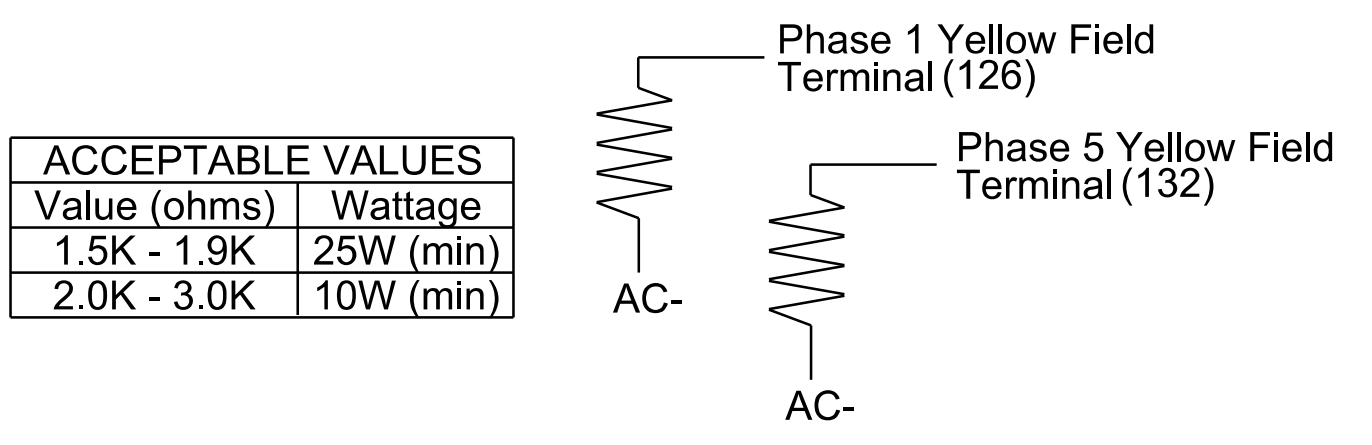 ACCEPTABLE VALUES
Value (ohms) Wattage
1.5K - 1.9K 25W (min)
2.0K - 3.0K 10W (min)
Phase 1 Yellow Field
Terminal (126)
AC-
Phase 5 Yellow Field
Terminal (132)
AC-